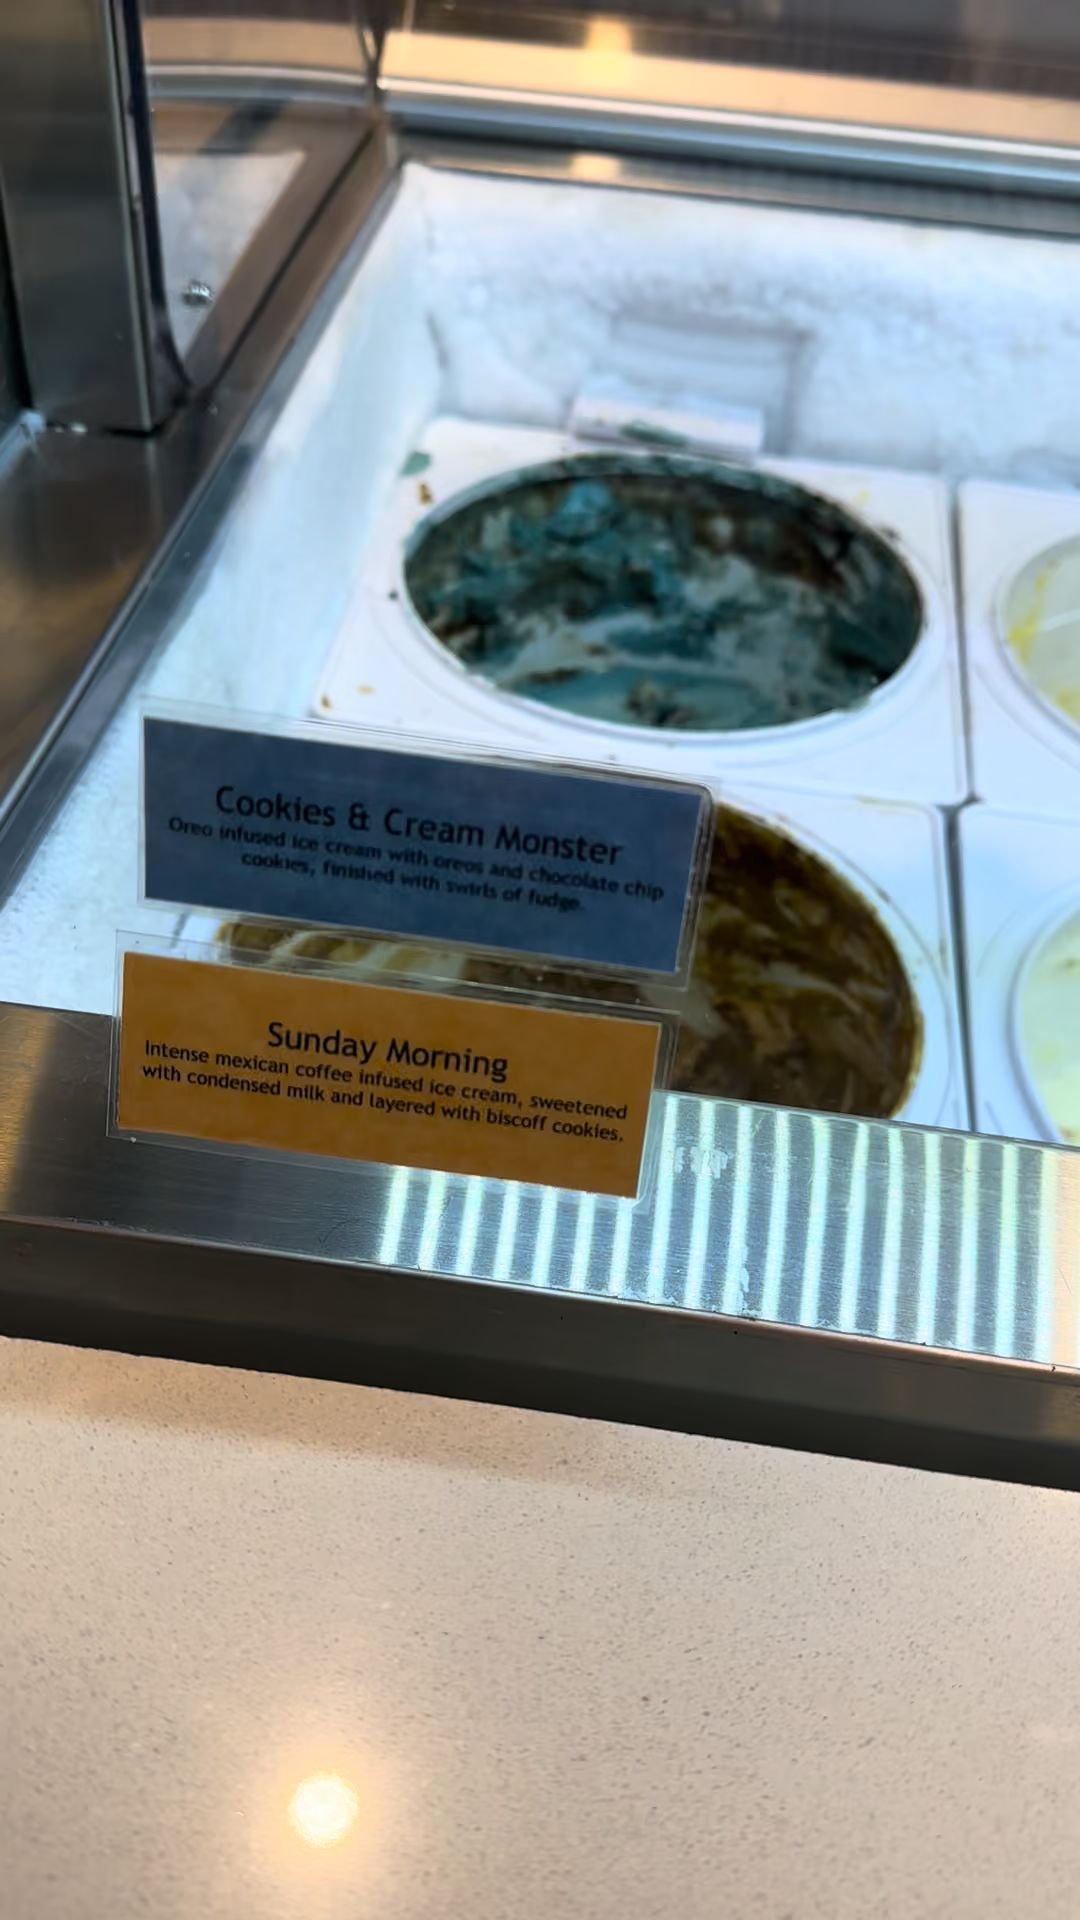 Cookies & Cream Monster
Oreo infused ice cream with oreos and chocolate chip
cookies, finished with swirls of fudge.
Sunday Morning
Intense mexican coffee infused ice cream, sweetened
with condensed milk and layered with biscoff cookies.